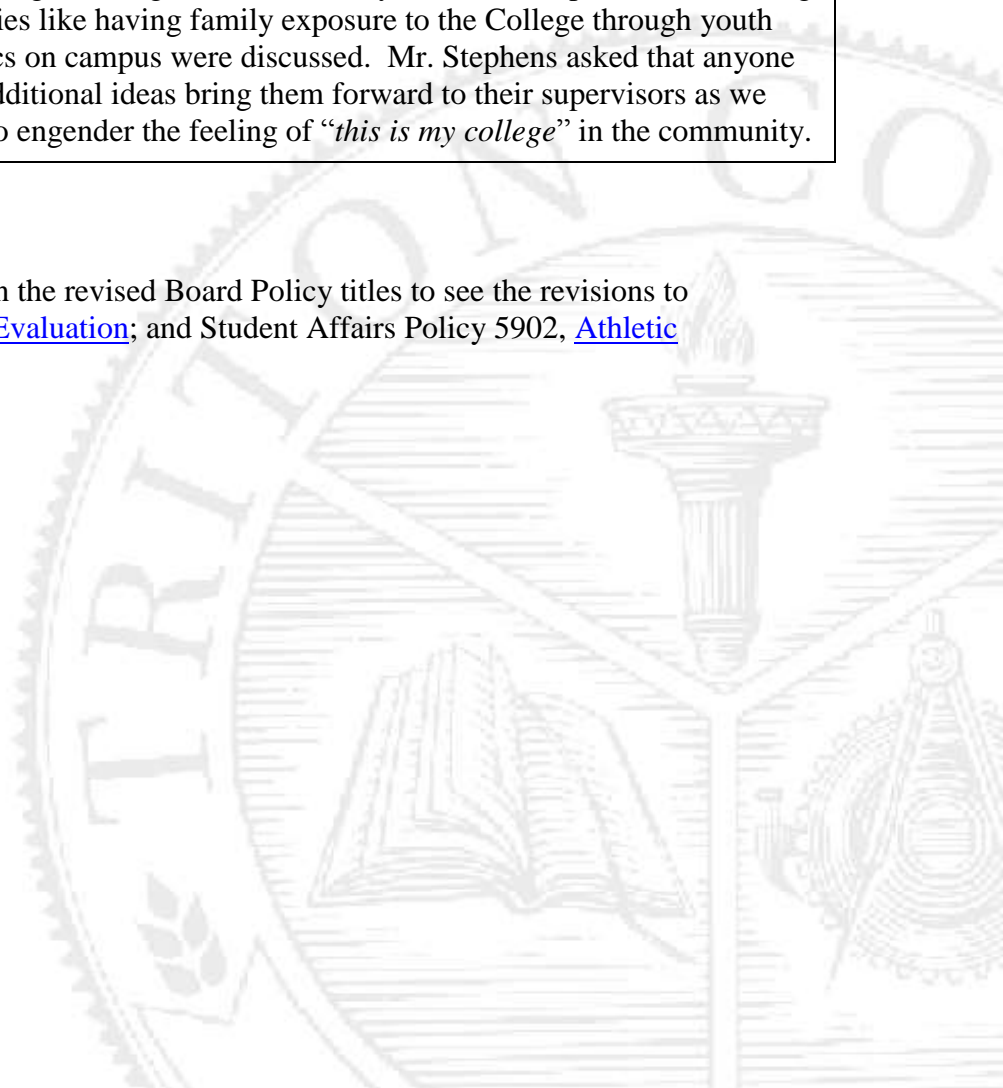 ies like having family exposure to the College through youth
cs on campus were discussed. Mr. Stephens asked that anyone
dditional ideas bring them forward to their supervisors as we
o engender the feeling of “this is my college” in the community.
n the revised Board Policy titles to see the revisions to
Evaluation; and Student Affairs Policy 5902, Athletic
TRITON CO